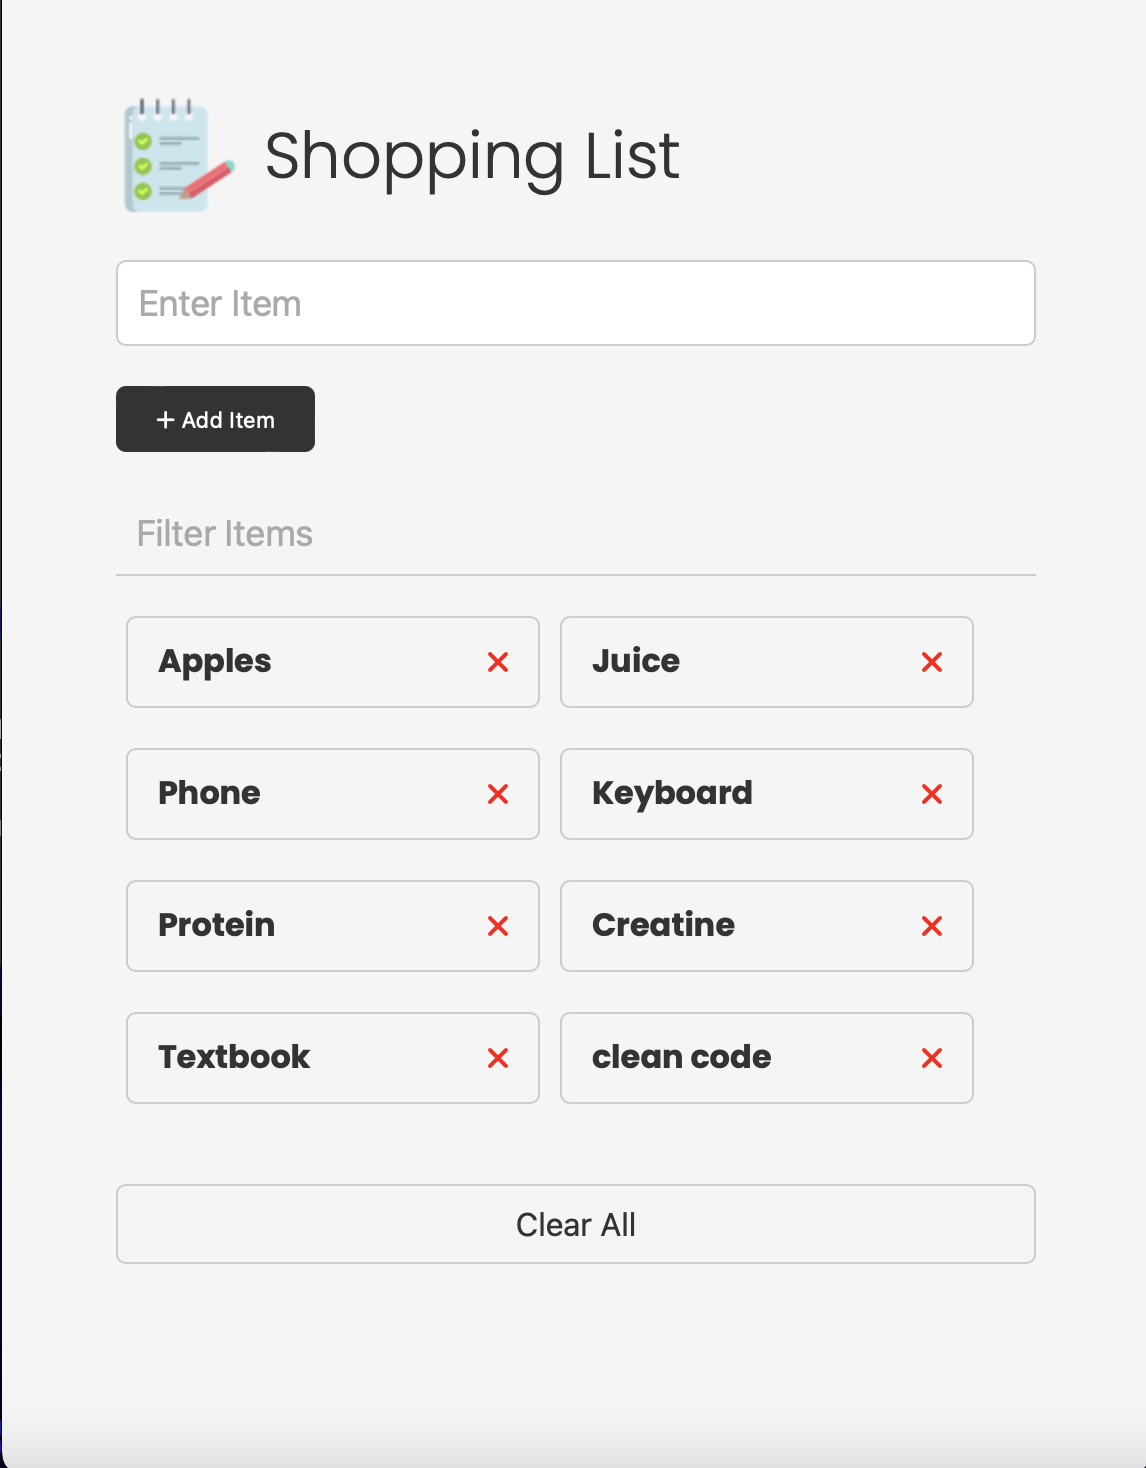 Shopping List
Enter Item
+ Add Item
Filter Items
Apples
Juice
Phone
Keyboard
Protein
Creatine
Textbook
clean code
Clear All